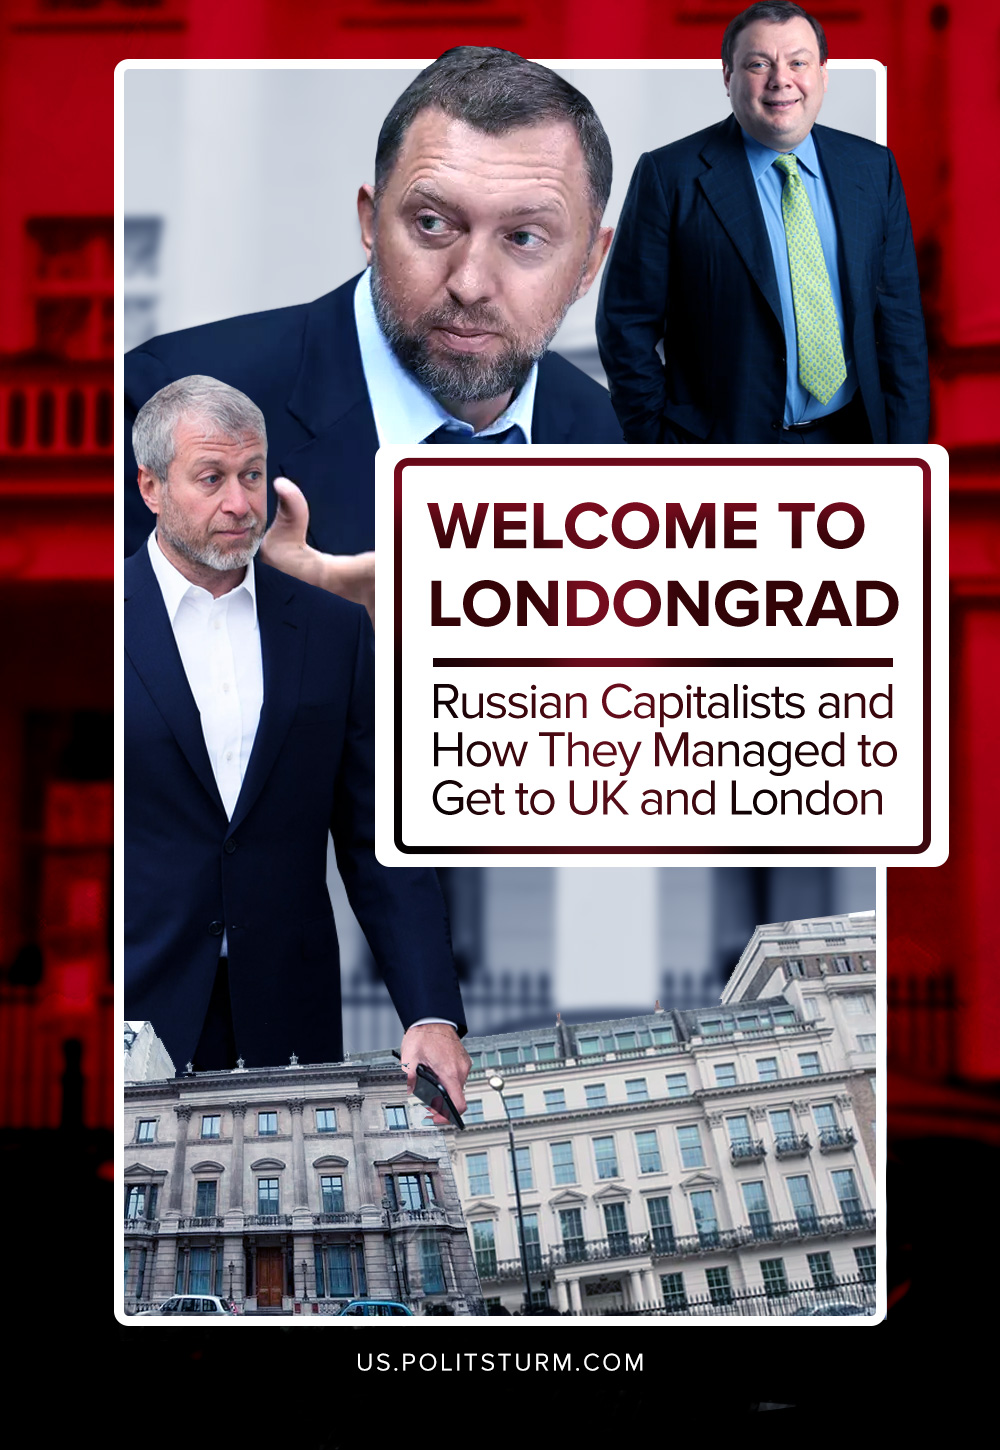 WELCOME TO
LONDONGRAD
Russian Capitalists and
How They Managed to
Get to UK and London
US.POLITSTURM.COM